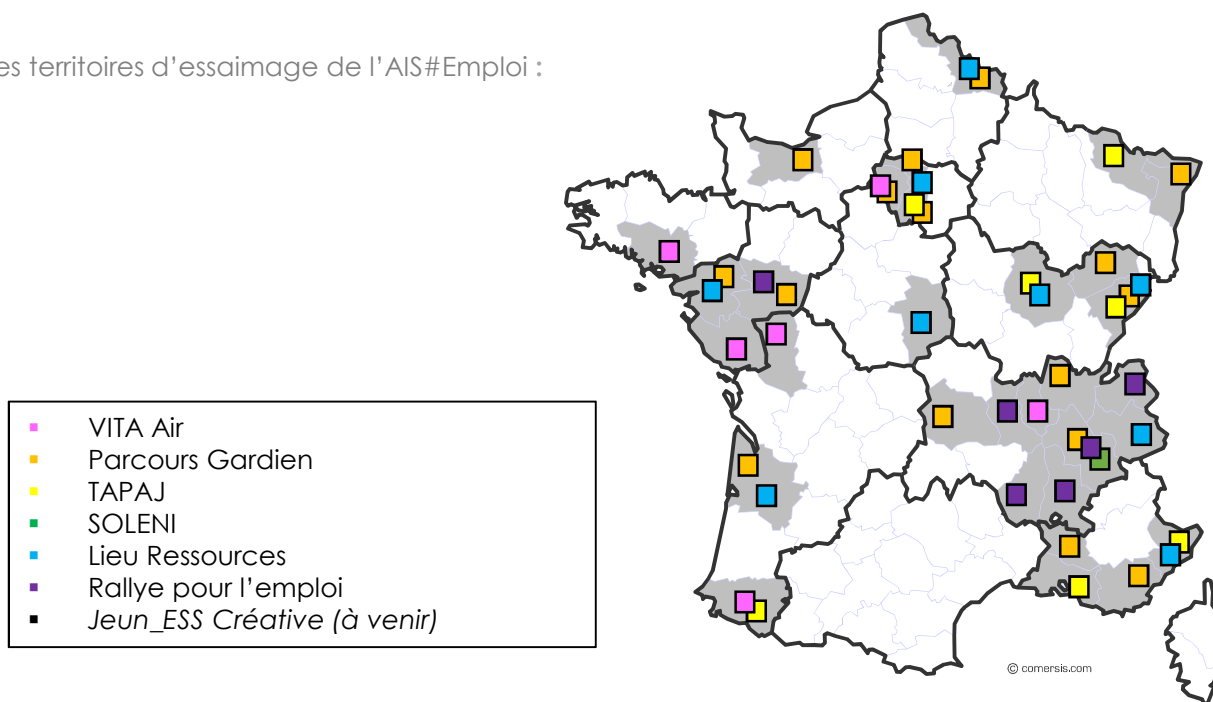 es territoires d'essaimage de l'AIS#Emploi :
VITA Air
Parcours Gardien
TAPAJ
SOLENI
Lieu Ressources
Rallye pour l'emploi
Jeun_ESS Créative (à venir)
© comersis.com